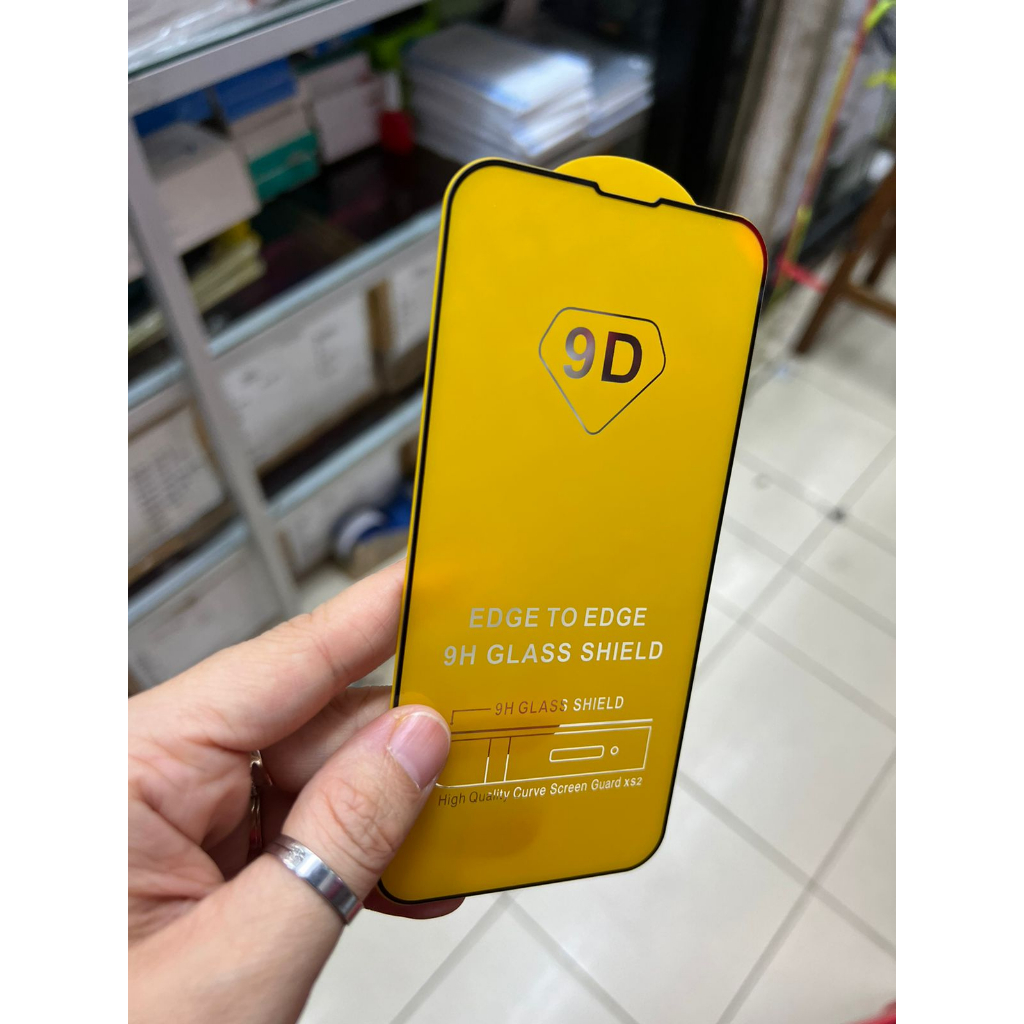 9D
EDGE TO EDGE
9H GLASS SHIELD
9H GLASS SHIELD
High Quality Curve Screen Guard xs2